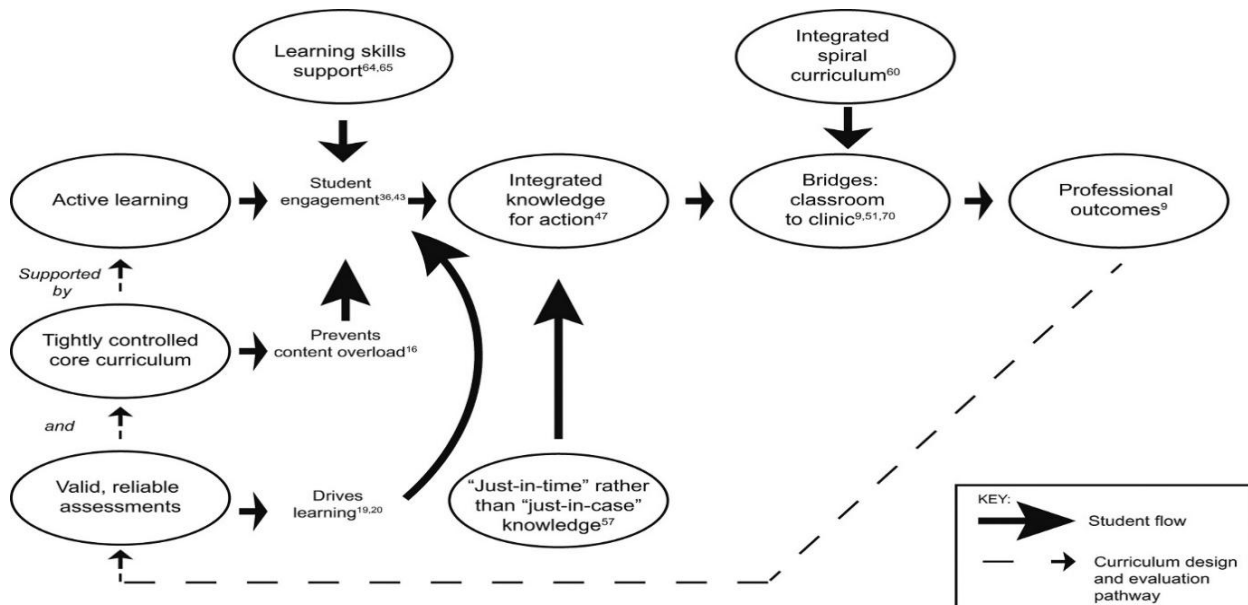 Learning skills
support64,65
Integrated
spiral
curriculum60
Active learning
Student
engagement36,43
Integrated
knowledge
for action47
Bridges:
classroom
to clinic9,51,70
Professional
outcomes9
Supported
by
Tightly controlled
core curriculum
Prevents
content overload16
and
Valid, reliable
assessments
Drives
learning19,20
“Just-in-time” rather
than “just-in-case”
knowledge57
KEY:
Student flow
Curriculum design
and evaluation
pathway